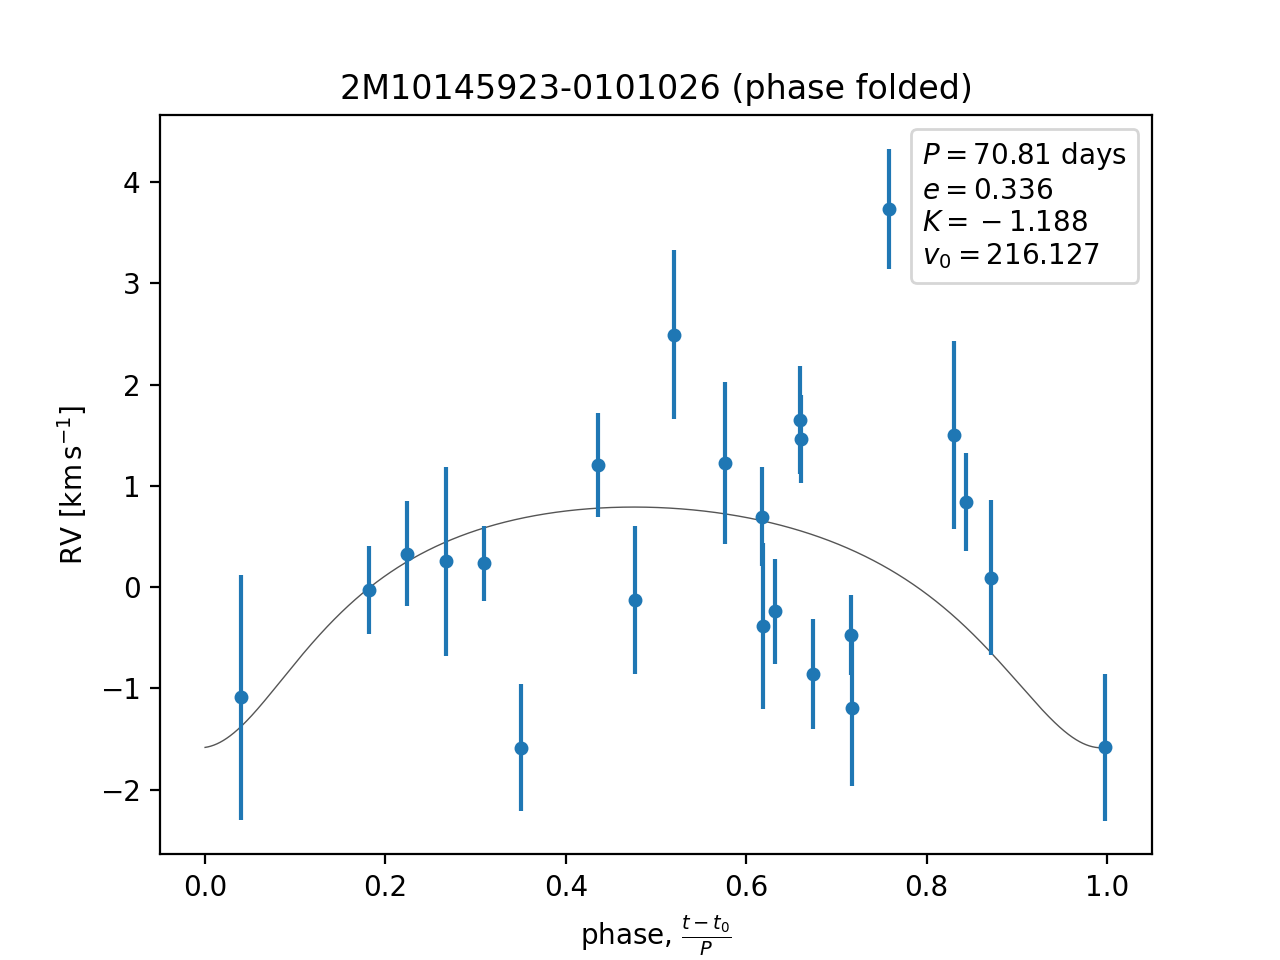 2M10145923-0101026 (phase folded)
P = 70.81 days
e = 0.336
K = −1.188
v₀ = 216.127
4
3
2
1
0
−1
−2
RV [km s⁻¹]
0.0 0.2 0.4 0.6 0.8 1.0
phase, (t − t₀)/P